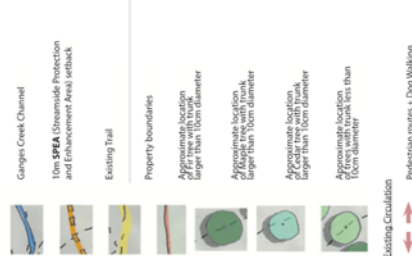 Ganges Creek Channel
10m SPEA (Streamside Protection
and Enhancement Area) setback
Existing Trail
Property boundaries
Approximate location
of Fir tree with trunk
larger than 10cm diameter
Approximate location
of Maple tree with trunk
larger than 10cm diameter
Approximate location
of Cedar tree with trunk
larger than 10cm diameter
Approximate location
of trees with trunk less than
10cm diameter
Existing Circulation
Pedestrian routes + Dog Walking